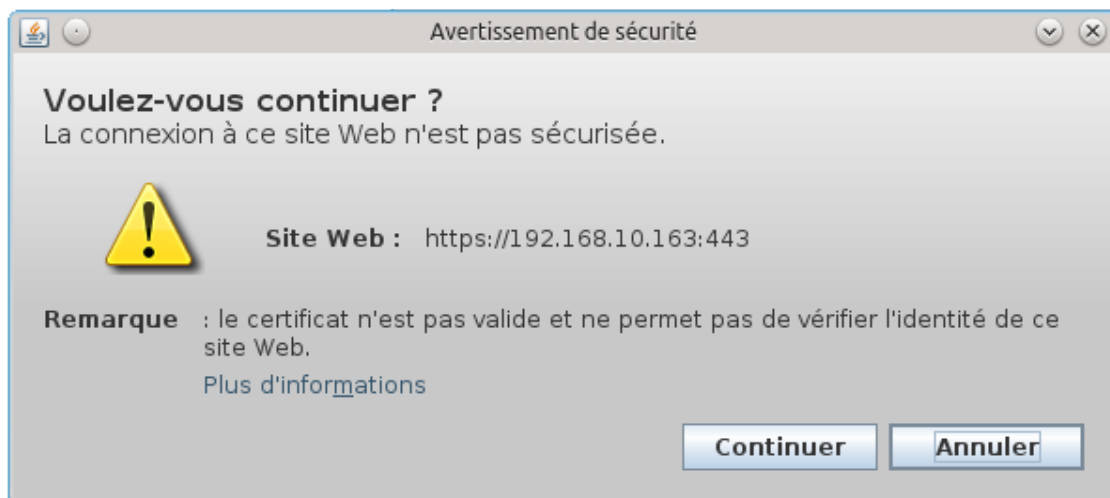 Avertissement de sécurité
Voulez-vous continuer ?
La connexion à ce site Web n'est pas sécurisée.
Site Web : https://192.168.10.163:443
Remarque : le certificat n'est pas valide et ne permet pas de vérifier l'identité de ce
site Web.
Plus d'informations
Continuer Annuler